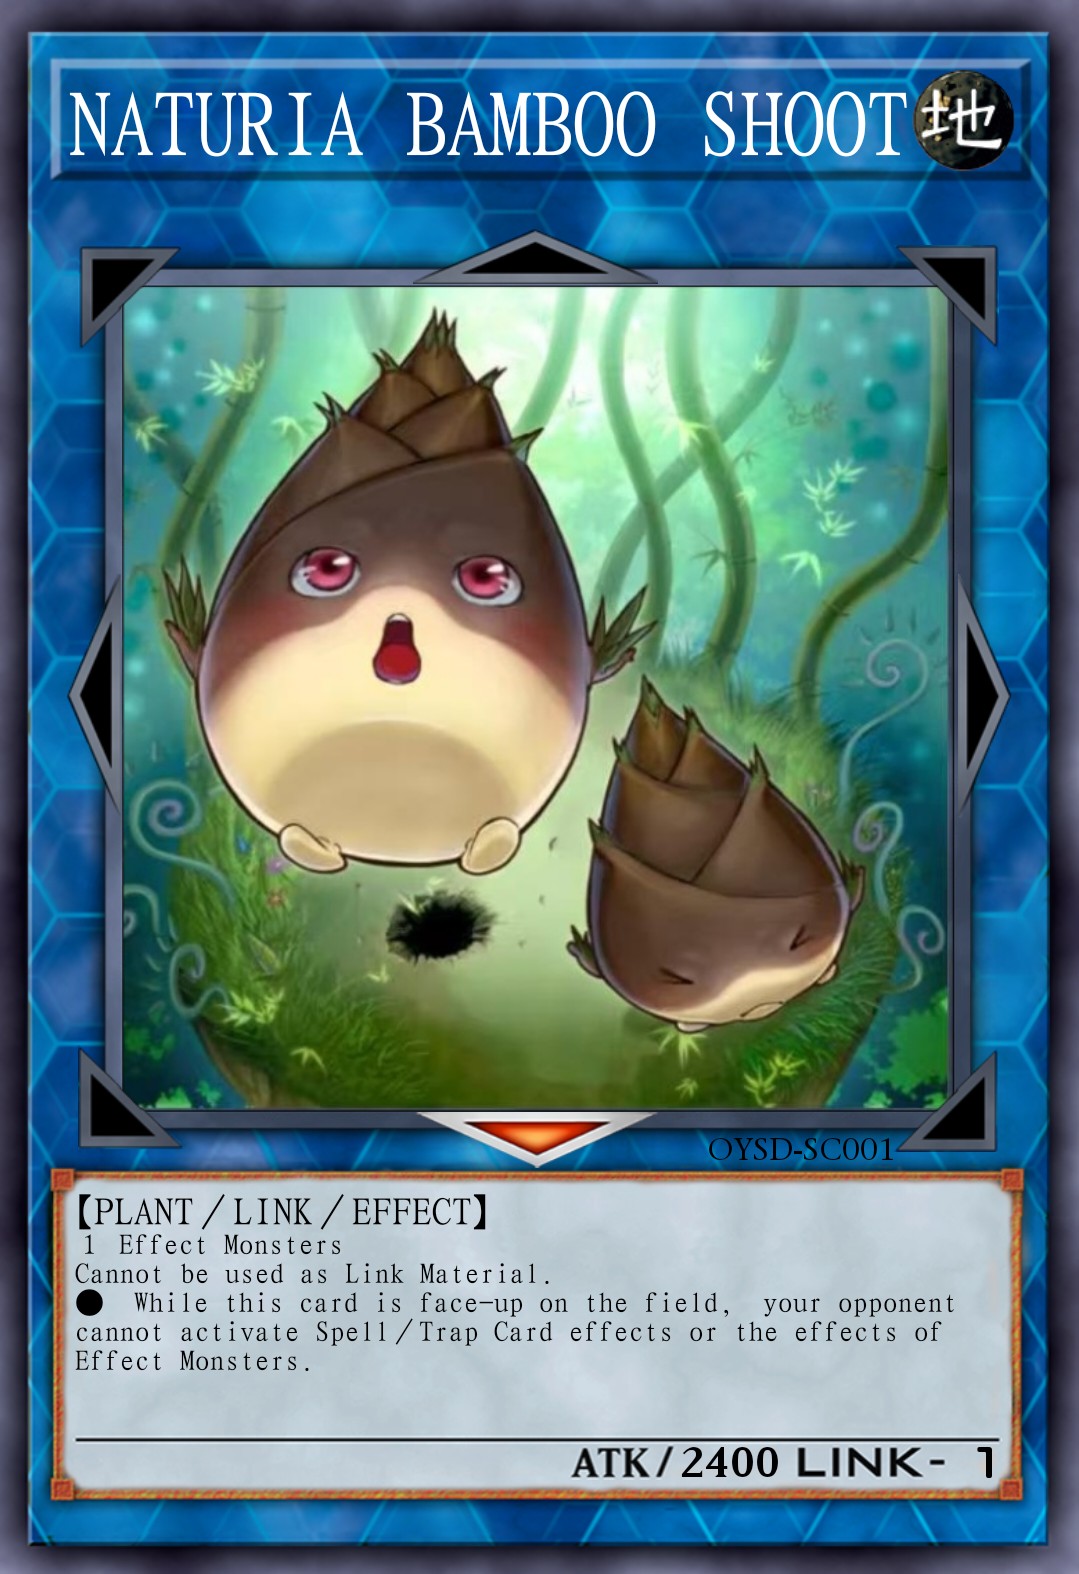 NATURIA BAMBOO SHOOT 地
OYSD-SC001
【PLANT／LINK／EFFECT】
1 Effect Monsters
Cannot be used as Link Material.
● While this card is face-up on the field, your opponent
cannot activate Spell／Trap Card effects or the effects of
Effect Monsters.
ATK/2400 LINK- 1